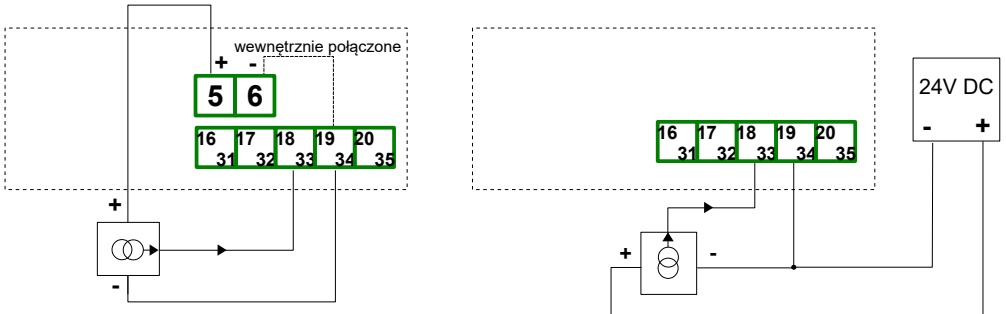 wewnętrznie połączone
+ -
5 6
16 17 18 19 20
31 32 33 34 35
+
-
24V DC
- +
16 17 18 19 20
31 32 33 34 35
+ -